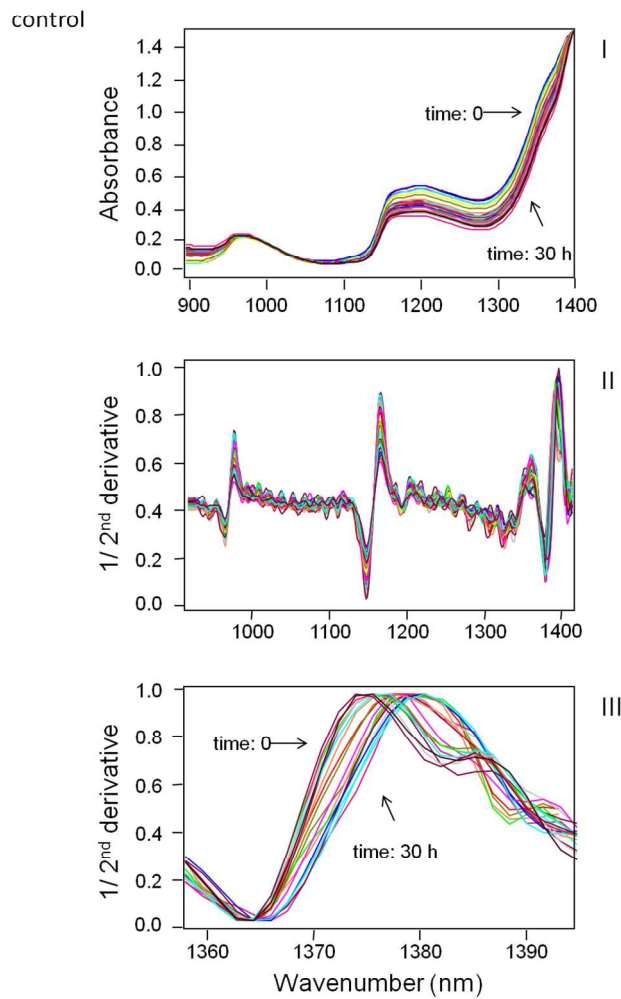 control
I
Absorbance
1.4
1.2
1.0
0.8
0.6
0.4
0.2
0.0
time: 0
time: 30 h
900 1000 1100 1200 1300 1400
II
1/ 2nd derivative
1.0
0.8
0.6
0.4
0.2
0.0
1000 1100 1200 1300 1400
III
1/ 2nd derivative
1.0
0.8
0.6
0.4
0.2
0.0
time: 0
time: 30 h
1360 1370 1380 1390
Wavenumber (nm)